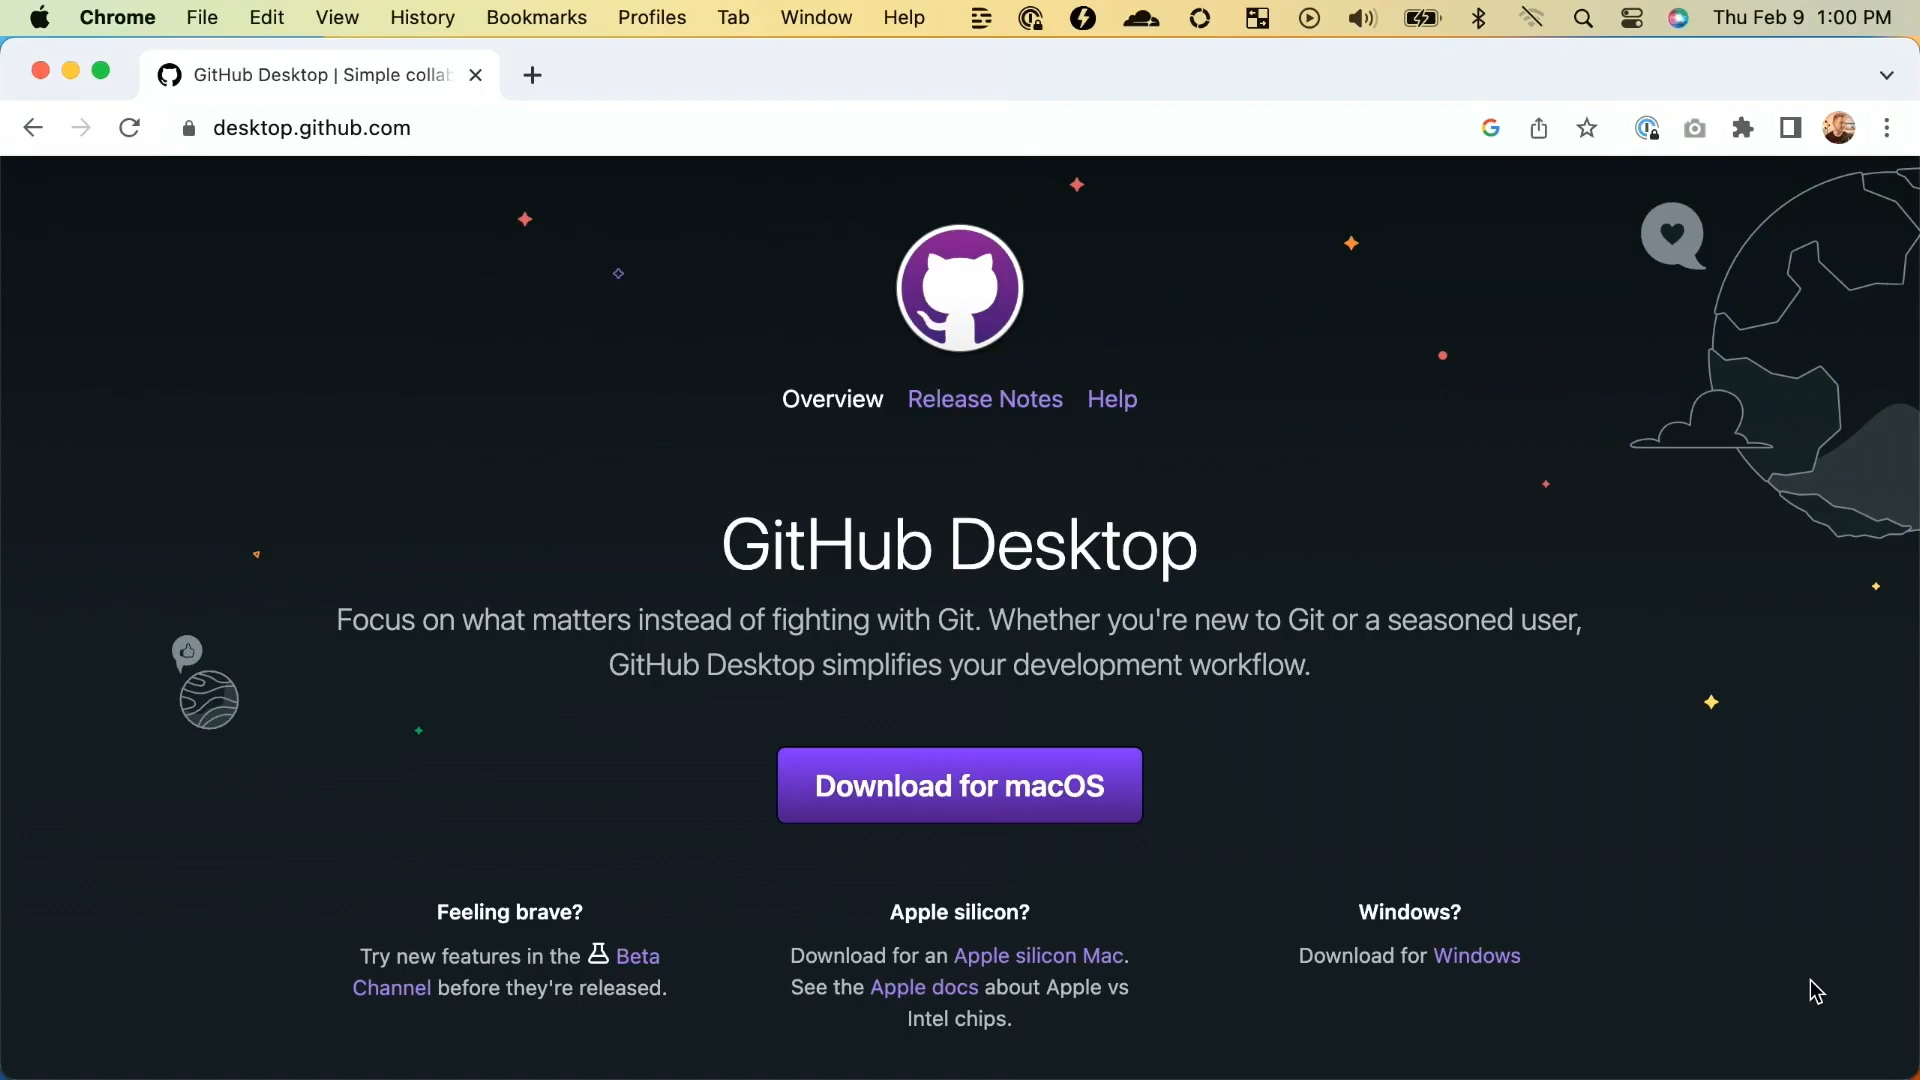 Chrome File Edit View History Bookmarks Profiles Tab Window Help Thu Feb 9 1:00 PM
GitHub Desktop | Simple collab
desktop.github.com
Overview Release Notes Help
GitHub Desktop
Focus on what matters instead of fighting with Git. Whether you're new to Git or a seasoned user,
GitHub Desktop simplifies your development workflow.
Download for macOS
Feeling brave?
Try new features in the Beta
Channel before they're released.
Apple silicon?
Download for an Apple silicon Mac.
See the Apple docs about Apple vs
Intel chips.
Windows?
Download for Windows